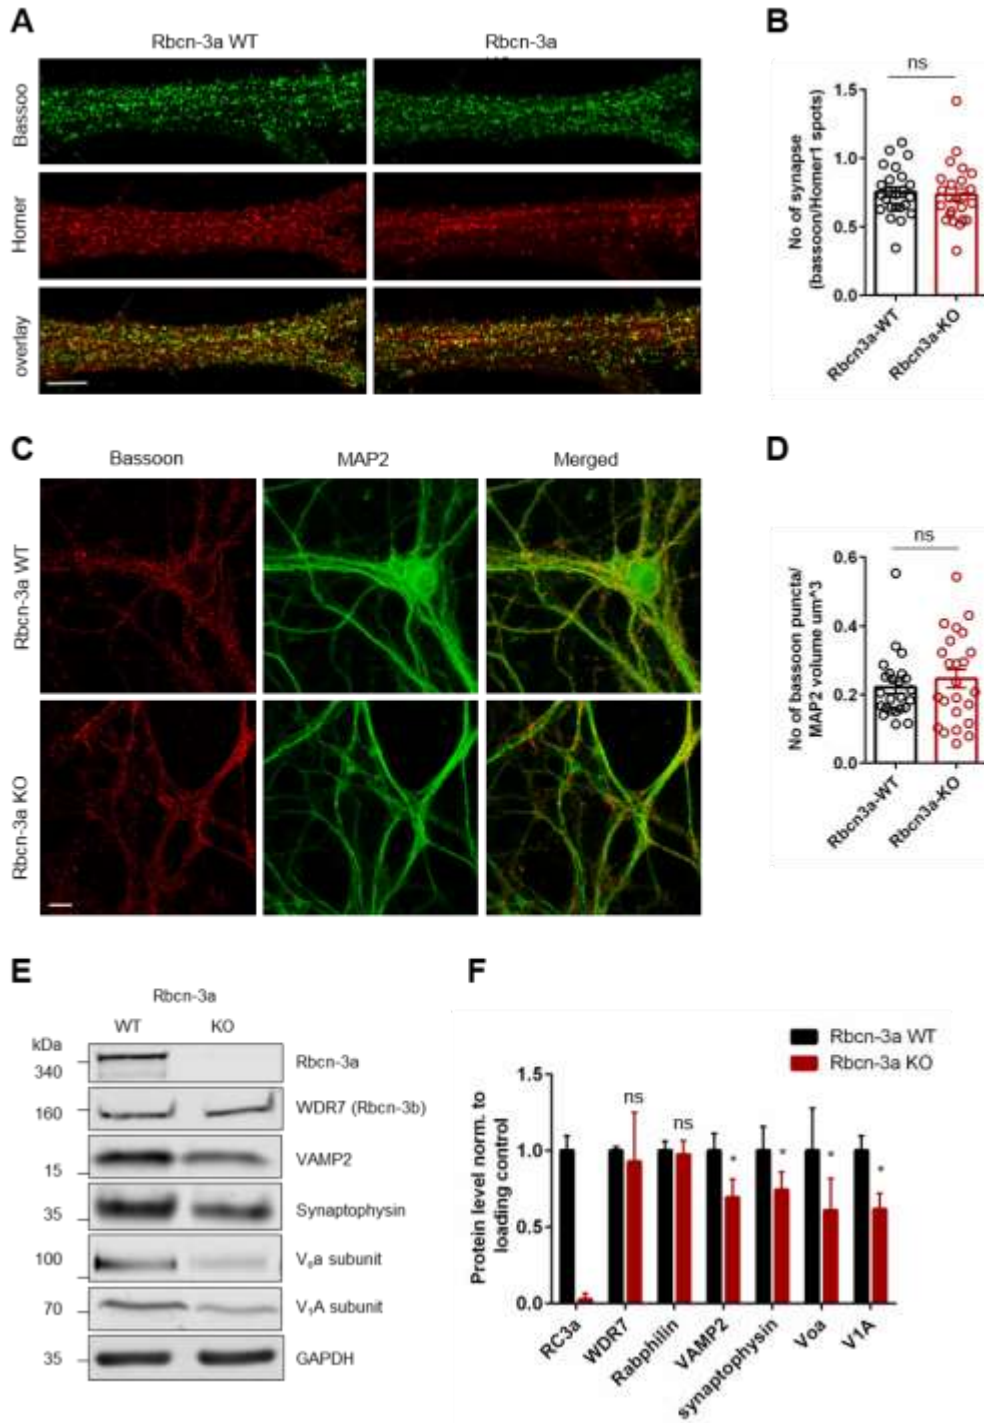 A
Rbcn-3a WT
Rbcn-3a
Bassoo
Homer
overlay
B
ns
No of synapse
(bassoon/Homer1 spots)
1.5
1.0
0.5
0.0
Rbcn3a-WT
Rbcn3a-KO
C
Bassoon
MAP2
Merged
Rbcn-3a WT
Rbcn-3a KO
D
ns
No of bassoon puncta/
MAP2 volume um^3
0.6
0.4
0.2
0.0
Rbcn3a-WT
Rbcn3a-KO
E
Rbcn-3a
WT KO
kDa
340
Rbcn-3a
160
WDR7 (Rbcn-3b)
15
VAMP2
35
Synaptophysin
100
V₀a subunit
70
V₁A subunit
35
GAPDH
F
Rbcn-3a WT
Rbcn-3a KO
Protein level norm. to
loading control
1.5
1.0
0.5
0.0
*
ns
ns
*
*
*
*
RC3a
WDR7
Rabphilin
VAMP2
synaptophysin
Voa
V1A